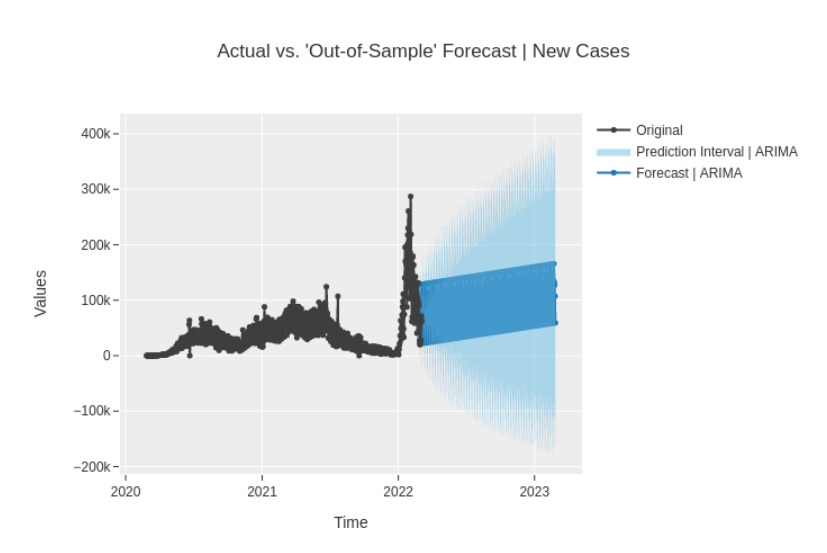 Actual vs. 'Out-of-Sample' Forecast | New Cases
Original
Prediction Interval | ARIMA
Forecast | ARIMA
400k
300k
200k
100k
0
−100k
−200k
Values
2020
2021
2022
2023
Time